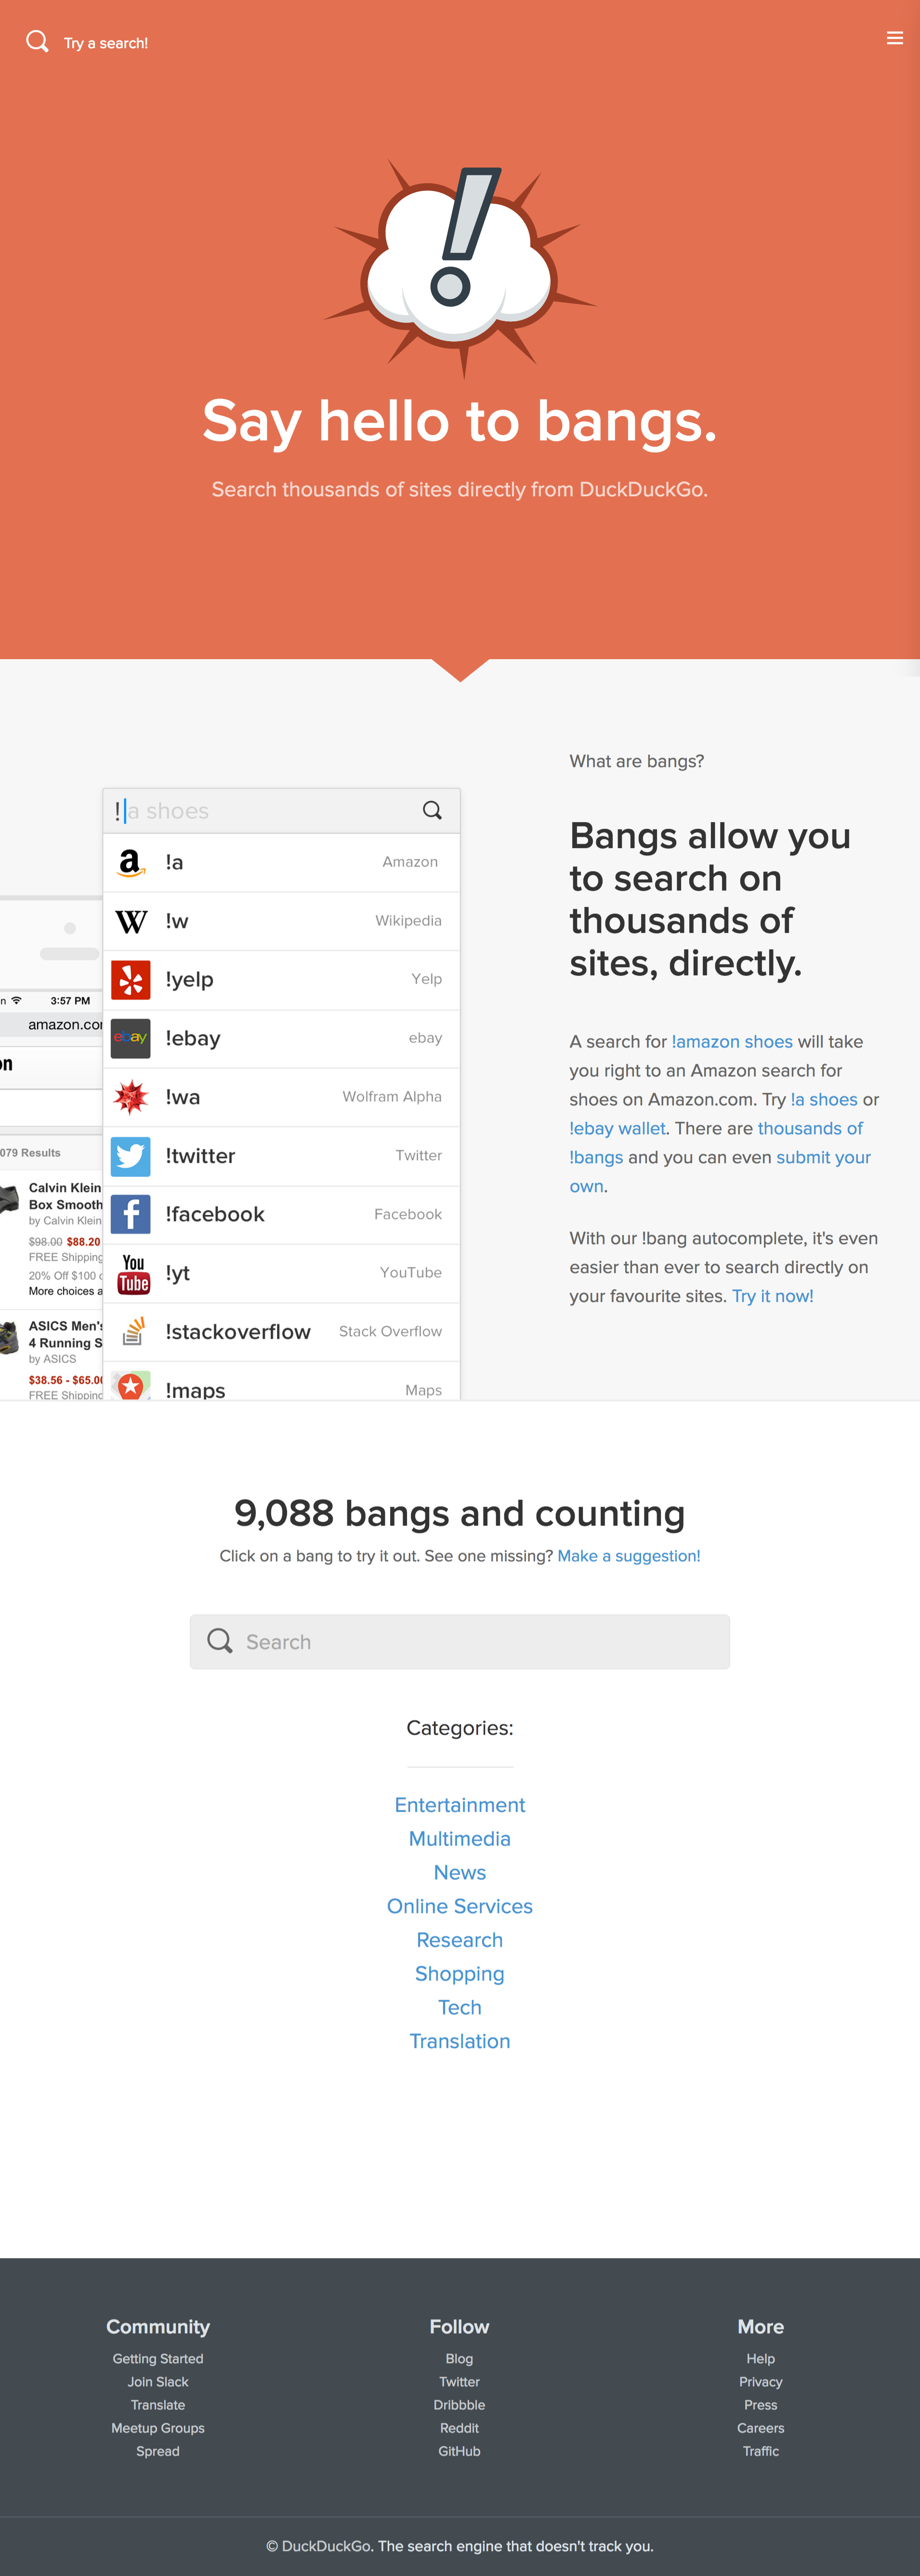 Try a search!
!
Say hello to bangs.
Search thousands of sites directly from DuckDuckGo.
!a shoes
a
!a
Amazon
W
!w
Wikipedia
!yelp
Yelp
ebay
!ebay
ebay
!wa
Wolfram Alpha
!twitter
Twitter
f
!facebook
Facebook
You
Tube
!yt
YouTube
!stackoverflow
Stack Overflow
!maps
Maps
3:57 PM
079 Results
Calvin Klein
by Calvin Klein
$98.00 $88.20
FREE Shipping
20% Off $100
More choices
ASICS Men's
4 Running
by ASICS
$38.56 - $65.00
FREE Shipping
What are bangs?
Bangs allow you
to search on
thousands of
sites, directly.
A search for !amazon shoes will take
you right to an Amazon search for
shoes on Amazon.com. Try !a shoes or
!ebay wallet. There are thousands of
!bangs and you can even submit your
own.
With our !bang autocomplete, it's even
easier than ever to search directly on
your favourite sites. Try it now!
9,088 bangs and counting
Click on a bang to try it out. See one missing? Make a suggestion!
Search
Categories:
Entertainment
Multimedia
News
Online Services
Research
Shopping
Tech
Translation
Community
Getting Started
Join Slack
Translate
Meetup Groups
Spread
Follow
Blog
Twitter
Dribbble
Reddit
GitHub
More
Help
Privacy
Press
Careers
Traffic
© DuckDuckGo. The search engine that doesn't track you.